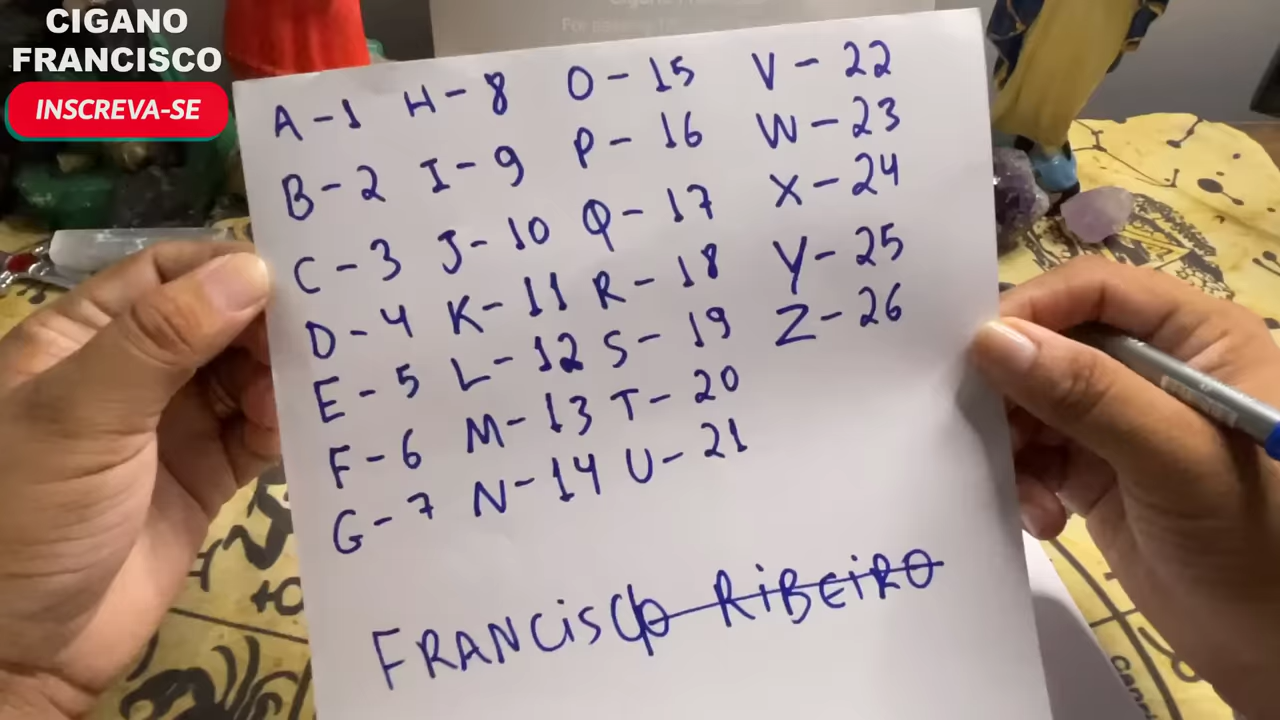 CIGANO
FRANCISCO
INSCREVA-SE
A-1 H-8 O-15 V-22
B-2 I-9 P-16 W-23
C-3 J-10 Q-17 X-24
D-4 K-11 R-18 Y-25
E-5 L-12 S-19 Z-26
F-6 M-13 T-20
G-7 N-14 U-21
FRANCISCO RIBEIRO